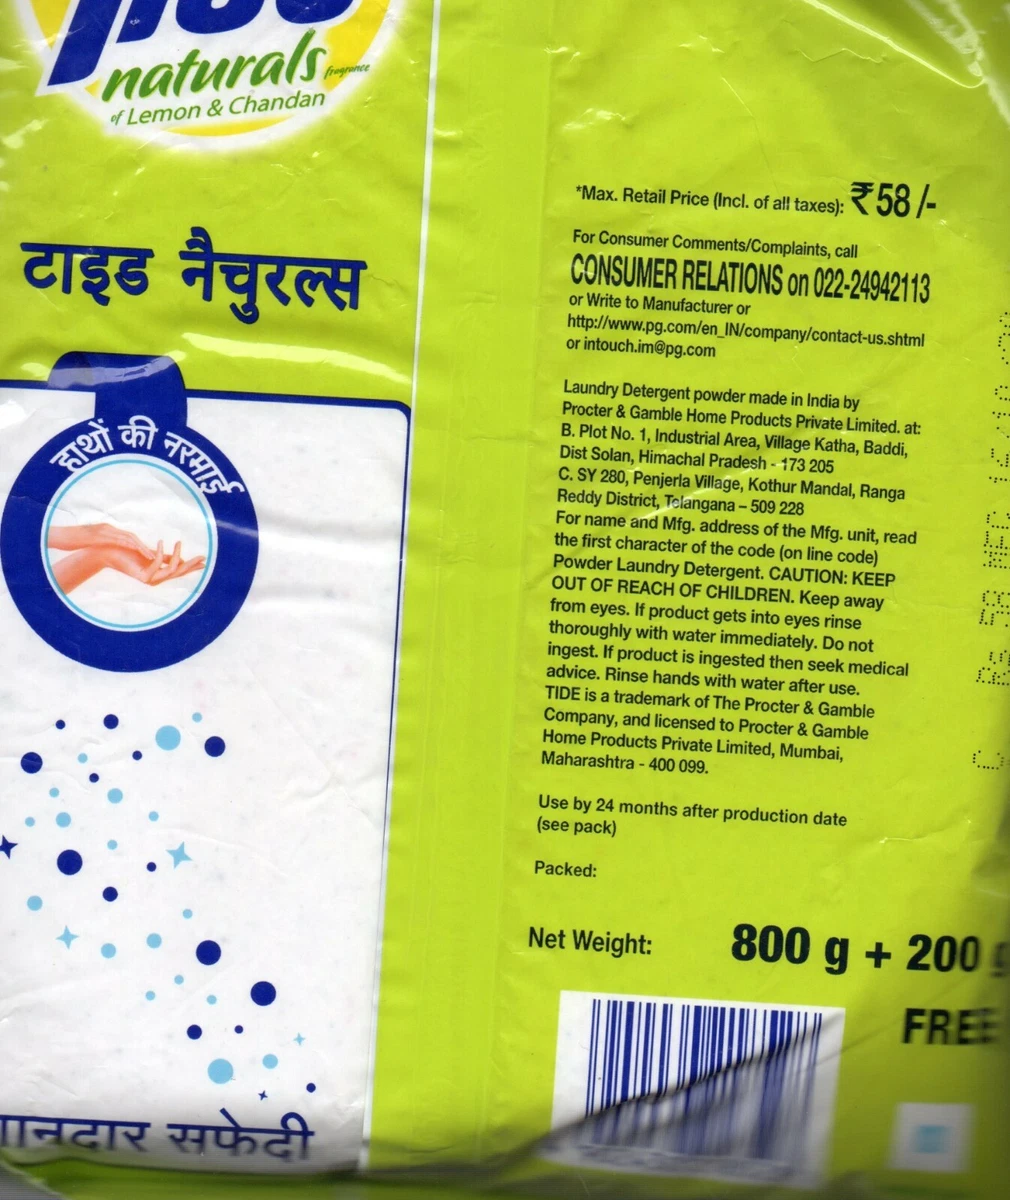 naturals fragrance
of Lemon & Chandan
टाइड नैचुरल्स
हाथों की नरमाई
सफेदी
*Max. Retail Price (Incl. of all taxes): ₹58/-
For Consumer Comments/Complaints, call
CONSUMER RELATIONS on 022-24942113
or Write to Manufacturer or
http://www.pg.com/en_IN/company/contact-us.shtml
or intouch.im@pg.com
Laundry Detergent powder made in India by
Procter & Gamble Home Products Private Limited. at:
B. Plot No. 1, Industrial Area, Village Katha, Baddi,
Dist Solan, Himachal Pradesh - 173 205
C. SY 280, Penjerla Village, Kothur Mandal, Ranga
Reddy District, Telangana – 509 228
For name and Mfg. address of the Mfg. unit, read
the first character of the code (on line code)
Powder Laundry Detergent. CAUTION: KEEP
OUT OF REACH OF CHILDREN. Keep away
from eyes. If product gets into eyes rinse
thoroughly with water immediately. Do not
ingest. If product is ingested then seek medical
advice. Rinse hands with water after use.
TIDE is a trademark of The Procter & Gamble
Company, and licensed to Procter & Gamble
Home Products Private Limited, Mumbai,
Maharashtra - 400 099.
Use by 24 months after production date
(see pack)
Packed:
Net Weight: 800 g + 200 g
FREE
C Rs 58 MFG